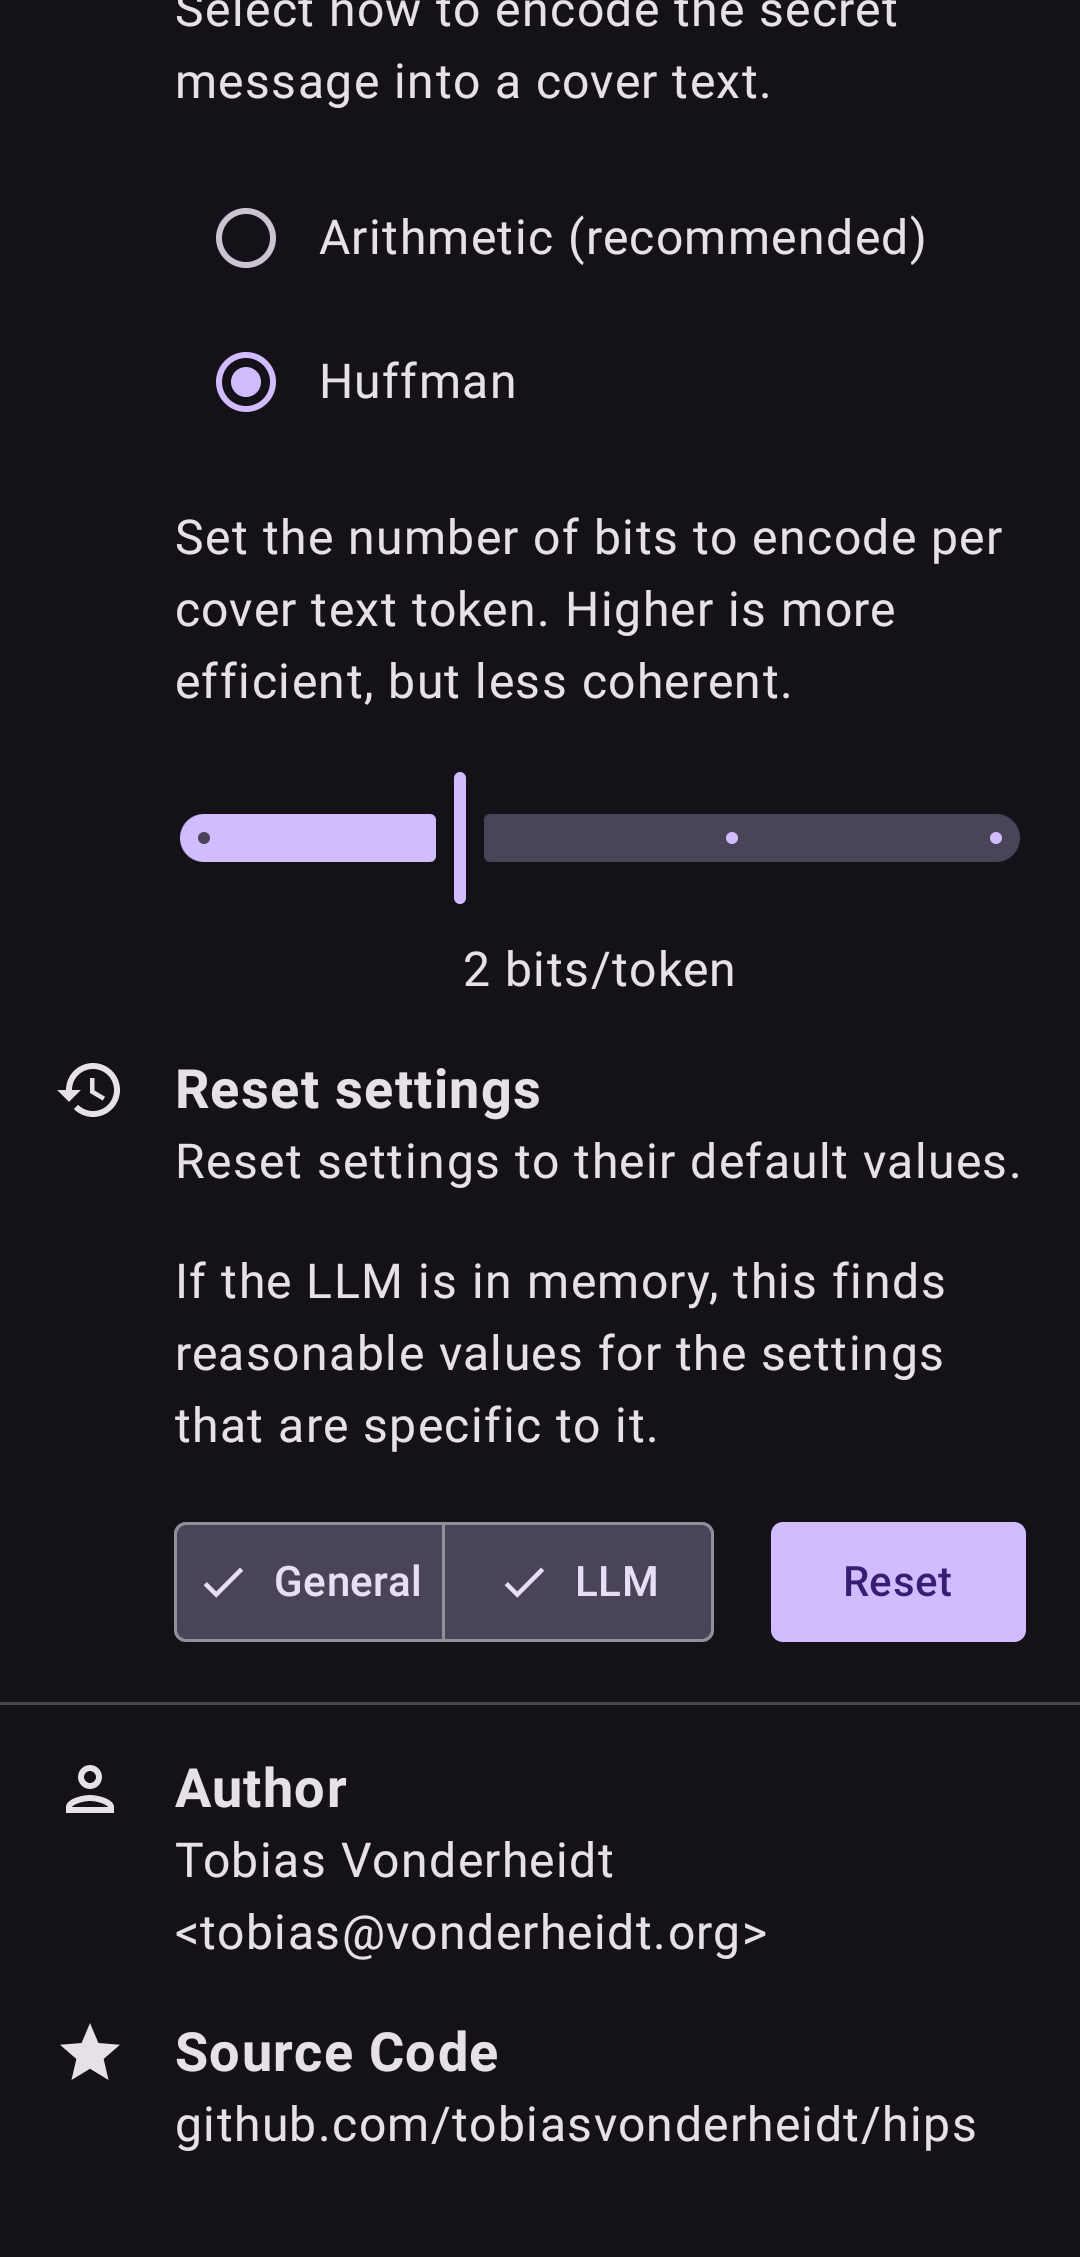 Select how to encode the secret
message into a cover text.
Arithmetic (recommended)
Huffman
Set the number of bits to encode per
cover text token. Higher is more
efficient, but less coherent.
2 bits/token
Reset settings
Reset settings to their default values.
If the LLM is in memory, this finds
reasonable values for the settings
that are specific to it.
General
LLM
Reset
Author
Tobias Vonderheidt
<tobias@vonderheidt.org>
Source Code
github.com/tobiasvonderheidt/hips